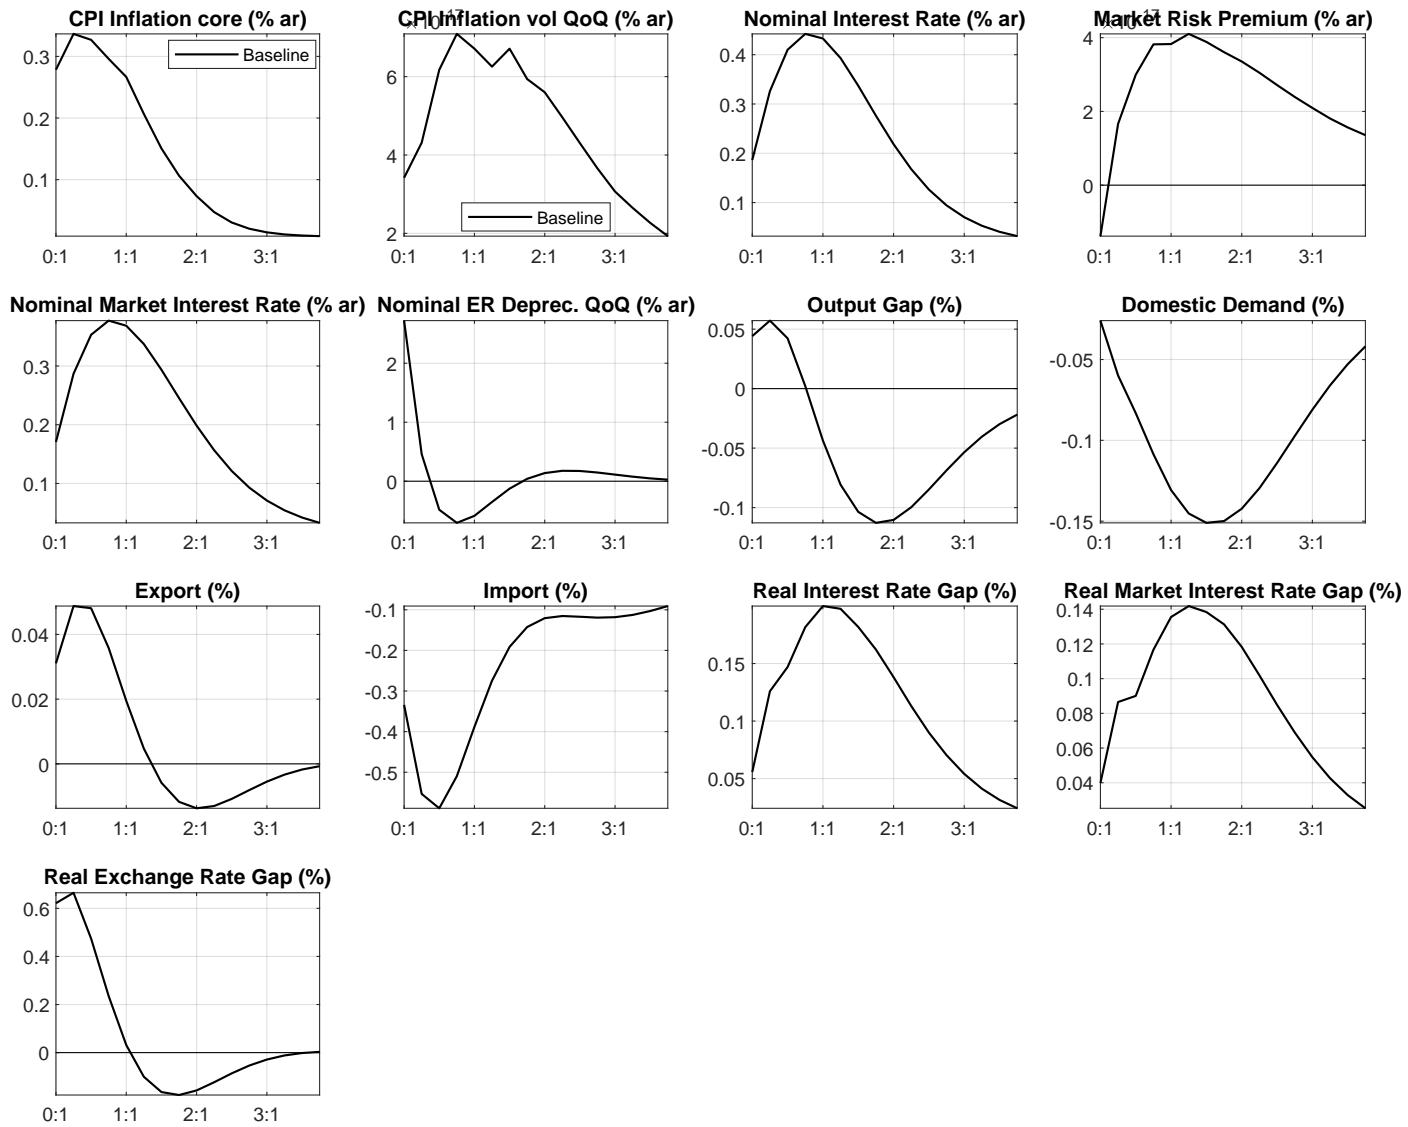 CPI Inflation core (% ar)
Baseline
0.3
0.2
0.1
0:1 1:1 2:1 3:1
CPI Inflation vol QoQ (% ar)
6
4
2
Baseline
0:1 1:1 2:1 3:1
Nominal Interest Rate (% ar)
0.4
0.3
0.2
0.1
0:1 1:1 2:1 3:1
Market Risk Premium (% ar)
4
2
0
0:1 1:1 2:1 3:1
Nominal Market Interest Rate (% ar)
0.3
0.2
0.1
0:1 1:1 2:1 3:1
Nominal ER Deprec. QoQ (% ar)
2
1
0
0:1 1:1 2:1 3:1
Output Gap (%)
0.05
0
-0.05
-0.1
0:1 1:1 2:1 3:1
Domestic Demand (%)
-0.05
-0.1
-0.15
0:1 1:1 2:1 3:1
Export (%)
0.04
0.02
0
0:1 1:1 2:1 3:1
Import (%)
-0.1
-0.2
-0.3
-0.4
-0.5
0:1 1:1 2:1 3:1
Real Interest Rate Gap (%)
0.15
0.1
0.05
0:1 1:1 2:1 3:1
Real Market Interest Rate Gap (%)
0.14
0.12
0.1
0.08
0.06
0.04
0:1 1:1 2:1 3:1
Real Exchange Rate Gap (%)
0.6
0.4
0.2
0
0:1 1:1 2:1 3:1